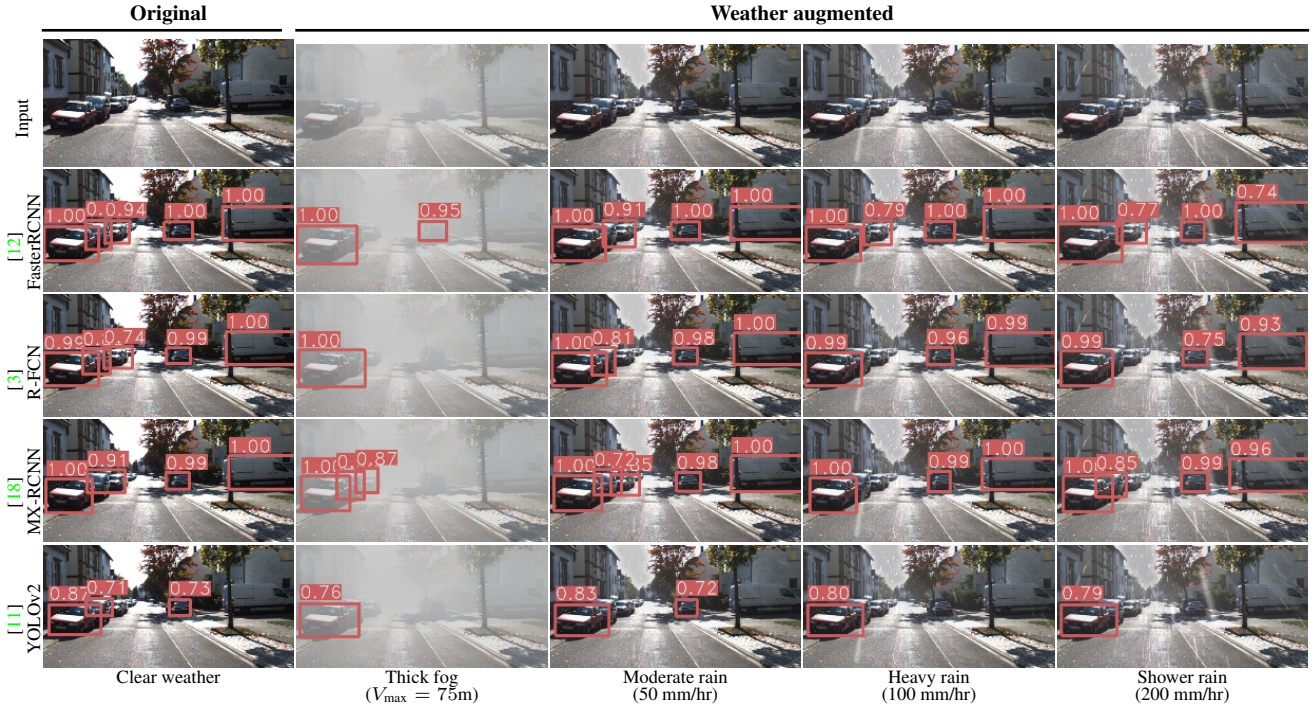 Original Weather augmented
Input
1.00 0.94 1.00 1.00 1.00 0.95 1.00 0.91 1.00 1.00 1.00 0.79 1.00 1.00 1.00 0.77 1.00 0.74
[12]
FasterRCNN
0.99 0.74 0.99 1.00 1.00 1.00 0.81 0.98 1.00 0.99 0.96 0.99 0.99 0.75 0.93
[3]
R-FCN
1.00 0.91 0.99 1.00 1.00 0.87 1.00 0.72 0.98 1.00 1.00 0.99 1.00 0.85 0.99 0.96
[18]
MX-RCNN
0.87 0.71 0.73 0.76 0.83 0.72 0.80 0.79
[11]
YOLOv2
Clear weather Thick fog Moderate rain Heavy rain Shower rain
(Vmax = 75m) (50 mm/hr) (100 mm/hr) (200 mm/hr)